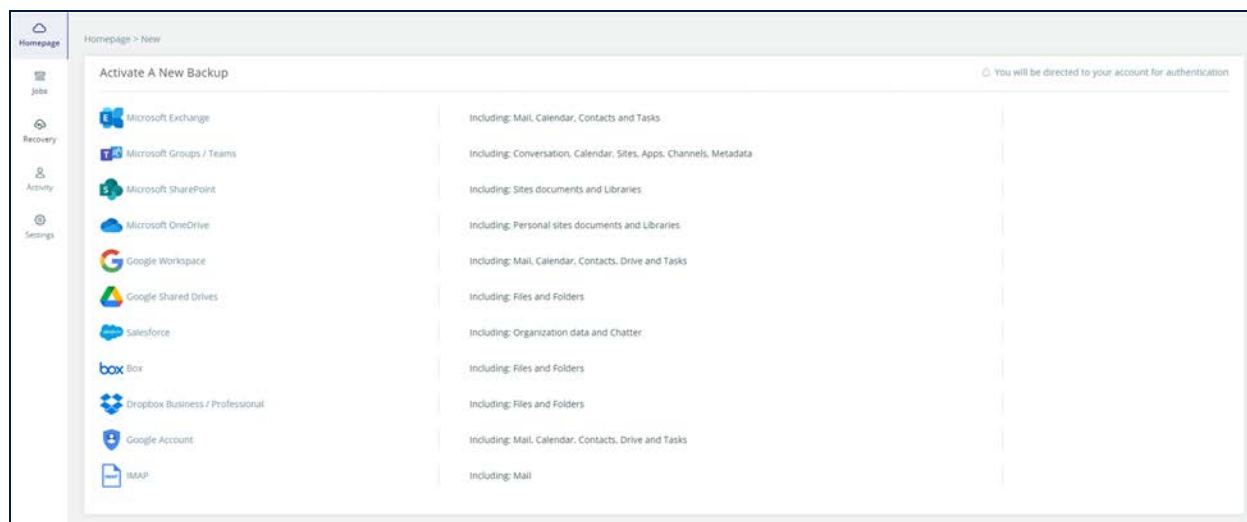 Homepage
Jobs
Recovery
Activity
Settings
Homepage > New
Activate A New Backup
You will be directed to your account for authentication
Microsoft Exchange
Including: Mail, Calendar, Contacts and Tasks
Microsoft Groups / Teams
Including: Conversation, Calendar, Sites, Apps, Channels, Metadata
Microsoft SharePoint
Including: Sites documents and Libraries
Microsoft OneDrive
Including: Personal sites documents and Libraries
Google Workspace
Including: Mail, Calendar, Contacts, Drive and Tasks
Google Shared Drives
Including: Files and Folders
Salesforce
Including: Organization data and Chatter
box Box
Including: Files and Folders
Dropbox Business / Professional
Including: Files and Folders
Google Account
Including: Mail, Calendar, Contacts, Drive and Tasks
IMAP
Including: Mail